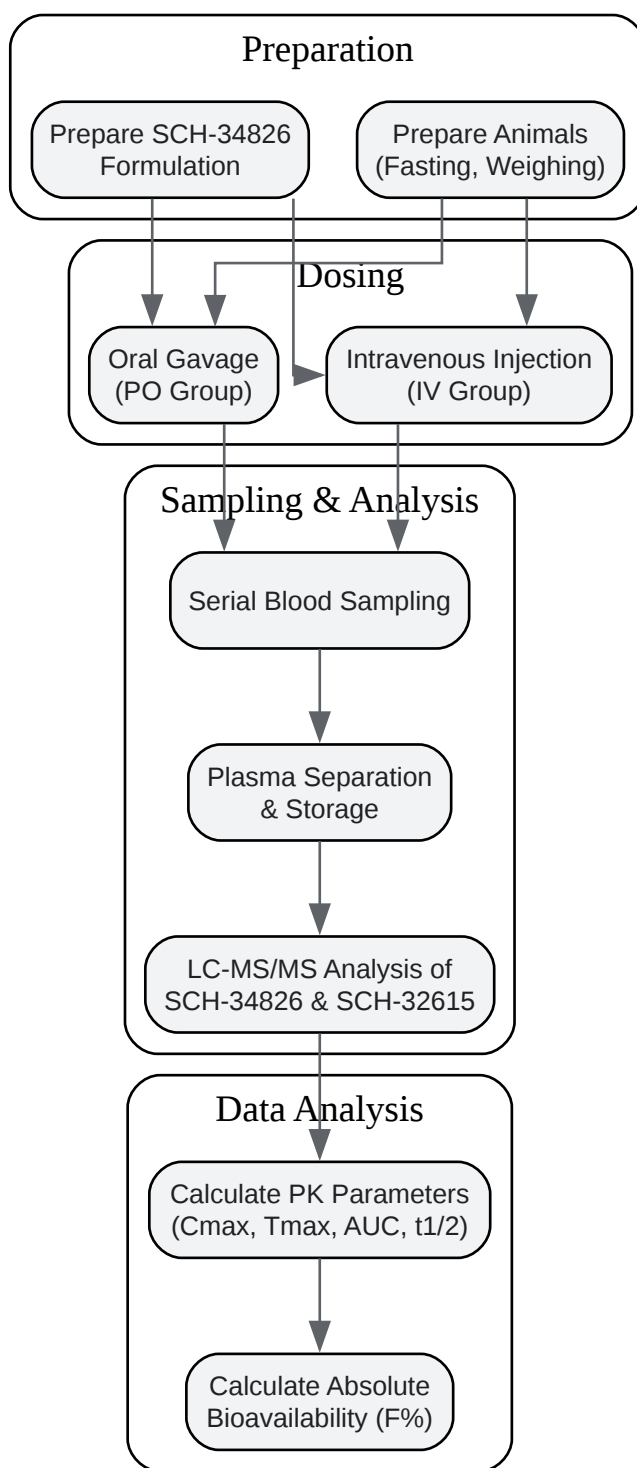 Preparation
Prepare SCH-34826
Formulation
Prepare Animals
(Fasting, Weighing)
Dosing
Oral Gavage
(PO Group)
Intravenous Injection
(IV Group)
Sampling & Analysis
Serial Blood Sampling
Plasma Separation
& Storage
LC-MS/MS Analysis of
SCH-34826 & SCH-32615
Data Analysis
Calculate PK Parameters
(Cmax, Tmax, AUC, t1/2)
Calculate Absolute
Bioavailability (F%)